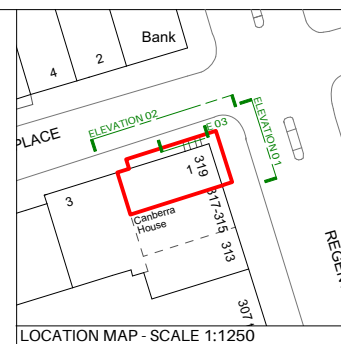 Bank
2
4
PLACE
ELEVATION 02
E 03
ELEVATION 01
1
319
3
317-315
Canberra
House
313
REGEN
307
LOCATION MAP - SCALE 1:1250